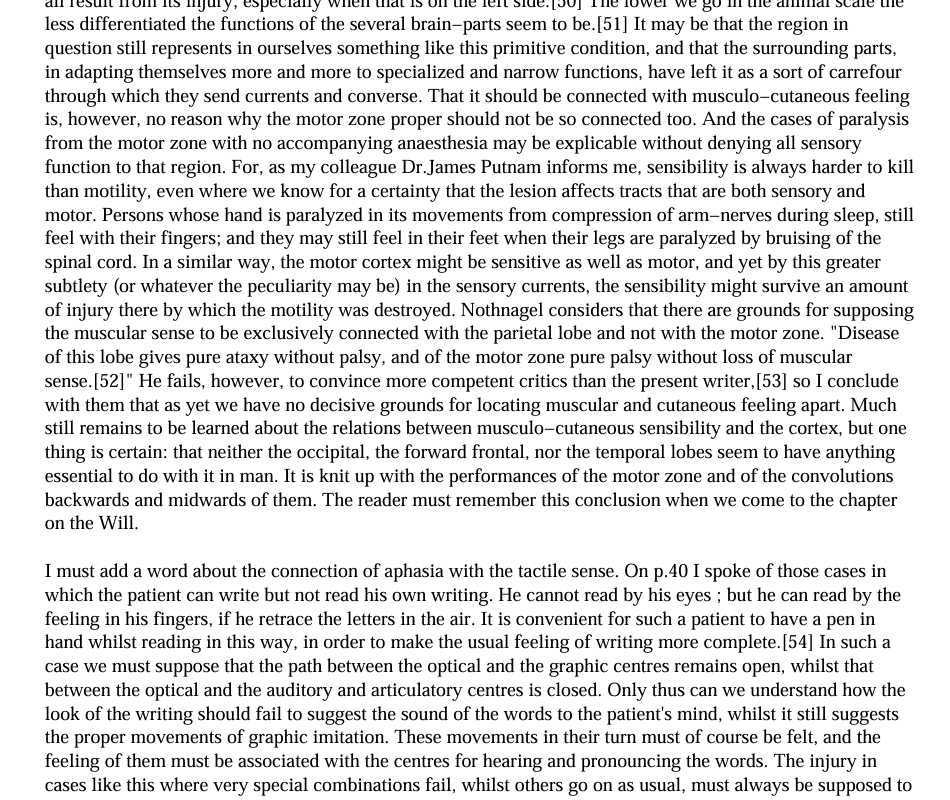 all result from its injury, especially when that is on the left side.[50] The lower we go in the animal scale the
less differentiated the functions of the several brain−parts seem to be.[51] It may be that the region in
question still represents in ourselves something like this primitive condition, and that the surrounding parts,
in adapting themselves more and more to specialized and narrow functions, have left it as a sort of carrefour
through which they send currents and converse. That it should be connected with musculo−cutaneous feeling
is, however, no reason why the motor zone proper should not be so connected too. And the cases of paralysis
from the motor zone with no accompanying anaesthesia may be explicable without denying all sensory
function to that region. For, as my colleague Dr.James Putnam informs me, sensibility is always harder to kill
than motility, even where we know for a certainty that the lesion affects tracts that are both sensory and
motor. Persons whose hand is paralyzed in its movements from compression of arm−nerves during sleep, still
feel with their fingers; and they may still feel in their feet when their legs are paralyzed by bruising of the
spinal cord. In a similar way, the motor cortex might be sensitive as well as motor, and yet by this greater
subtlety (or whatever the peculiarity may be) in the sensory currents, the sensibility might survive an amount
of injury there by which the motility was destroyed. Nothnagel considers that there are grounds for supposing
the muscular sense to be exclusively connected with the parietal lobe and not with the motor zone. "Disease
of this lobe gives pure ataxy without palsy, and of the motor zone pure palsy without loss of muscular
sense.[52]" He fails, however, to convince more competent critics than the present writer,[53] so I conclude
with them that as yet we have no decisive grounds for locating muscular and cutaneous feeling apart. Much
still remains to be learned about the relations between musculo−cutaneous sensibility and the cortex, but one
thing is certain: that neither the occipital, the forward frontal, nor the temporal lobes seem to have anything
essential to do with it in man. It is knit up with the performances of the motor zone and of the convolutions
backwards and midwards of them. The reader must remember this conclusion when we come to the chapter
on the Will.
I must add a word about the connection of aphasia with the tactile sense. On p.40 I spoke of those cases in
which the patient can write but not read his own writing. He cannot read by his eyes ; but he can read by the
feeling in his fingers, if he retrace the letters in the air. It is convenient for such a patient to have a pen in
hand whilst reading in this way, in order to make the usual feeling of writing more complete.[54] In such a
case we must suppose that the path between the optical and the graphic centres remains open, whilst that
between the optical and the auditory and articulatory centres is closed. Only thus can we understand how the
look of the writing should fail to suggest the sound of the words to the patient's mind, whilst it still suggests
the proper movements of graphic imitation. These movements in their turn must of course be felt, and the
feeling of them must be associated with the centres for hearing and pronouncing the words. The injury in
cases like this where very special combinations fail, whilst others go on as usual, must always be supposed to